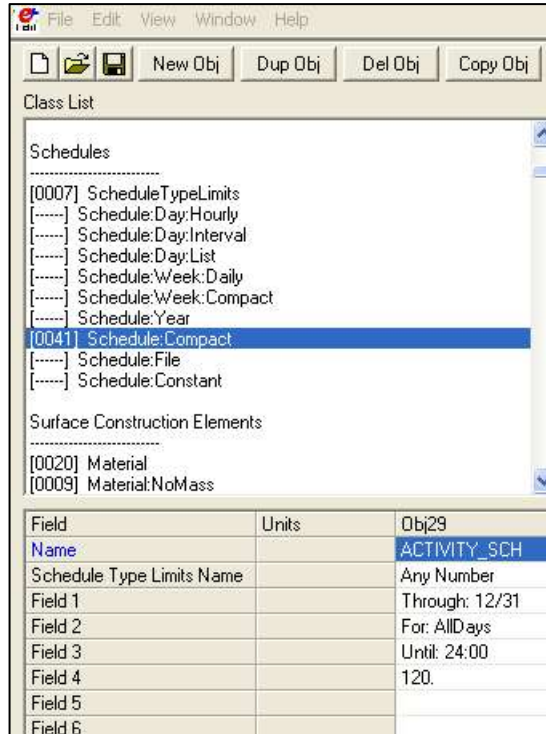 File Edit View Window Help
New Obj Dup Obj Del Obj Copy Obj
Class List
Schedules
--------------------------
[0007] ScheduleTypeLimits
[------] Schedule:Day:Hourly
[------] Schedule:Day:Interval
[------] Schedule:Day:List
[------] Schedule:Week:Daily
[------] Schedule:Week:Compact
[------] Schedule:Year
[0041] Schedule:Compact
[------] Schedule:File
[------] Schedule:Constant
Surface Construction Elements
--------------------------
[0020] Material
[0009] Material:NoMass
Field Units Obj29
Name ACTIVITY_SCH
Schedule Type Limits Name Any Number
Field 1 Through: 12/31
Field 2 For: AllDays
Field 3 Until: 24:00
Field 4 120.
Field 5
Field 6